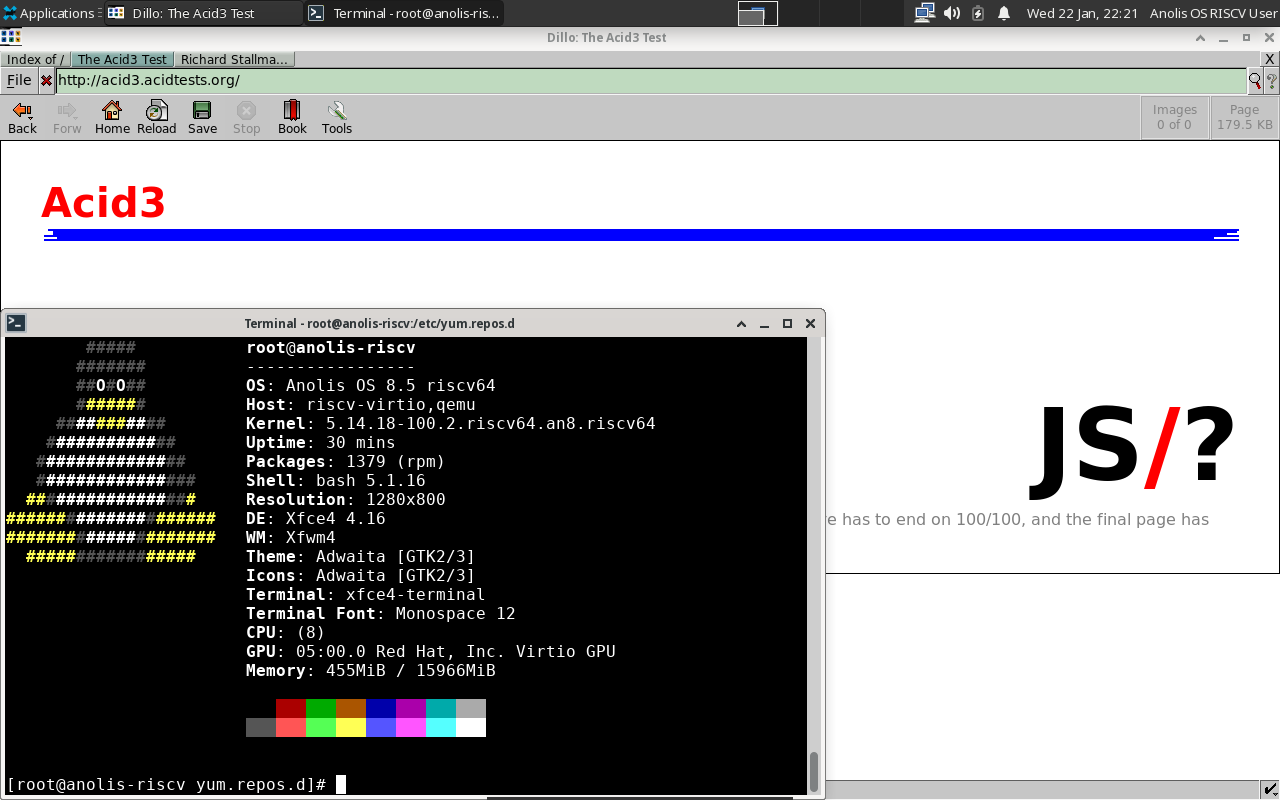 Applications Dillo: The Acid3 Test Terminal - root@anolis-ris... Wed 22 Jan, 22:21 Anolis OS RISCV User
Dillo: The Acid3 Test
Index of / The Acid3 Test Richard Stallma... X
File http://acid3.acidtests.org/ ?
Back Forw Home Reload Save Stop Book Tools
Images
0 of 0
Page
179.5 KB
Acid3
JS/?
e has to end on 100/100, and the final page has
Terminal - root@anolis-riscv:/etc/yum.repos.d
##### root@anolis-riscv
####### -----------------
##O#O## OS: Anolis OS 8.5 riscv64
####### Host: riscv-virtio,qemu
########### Kernel: 5.14.18-100.2.riscv64.an8.riscv64
############# Uptime: 30 mins
############### Packages: 1379 (rpm)
################ Shell: bash 5.1.16
################# Resolution: 1280x800
##################### DE: Xfce4 4.16
##################### WM: Xfwm4
################# Theme: Adwaita [GTK2/3]
Icons: Adwaita [GTK2/3]
Terminal: xfce4-terminal
Terminal Font: Monospace 12
CPU: (8)
GPU: 05:00.0 Red Hat, Inc. Virtio GPU
Memory: 455MiB / 15966MiB
[root@anolis-riscv yum.repos.d]#